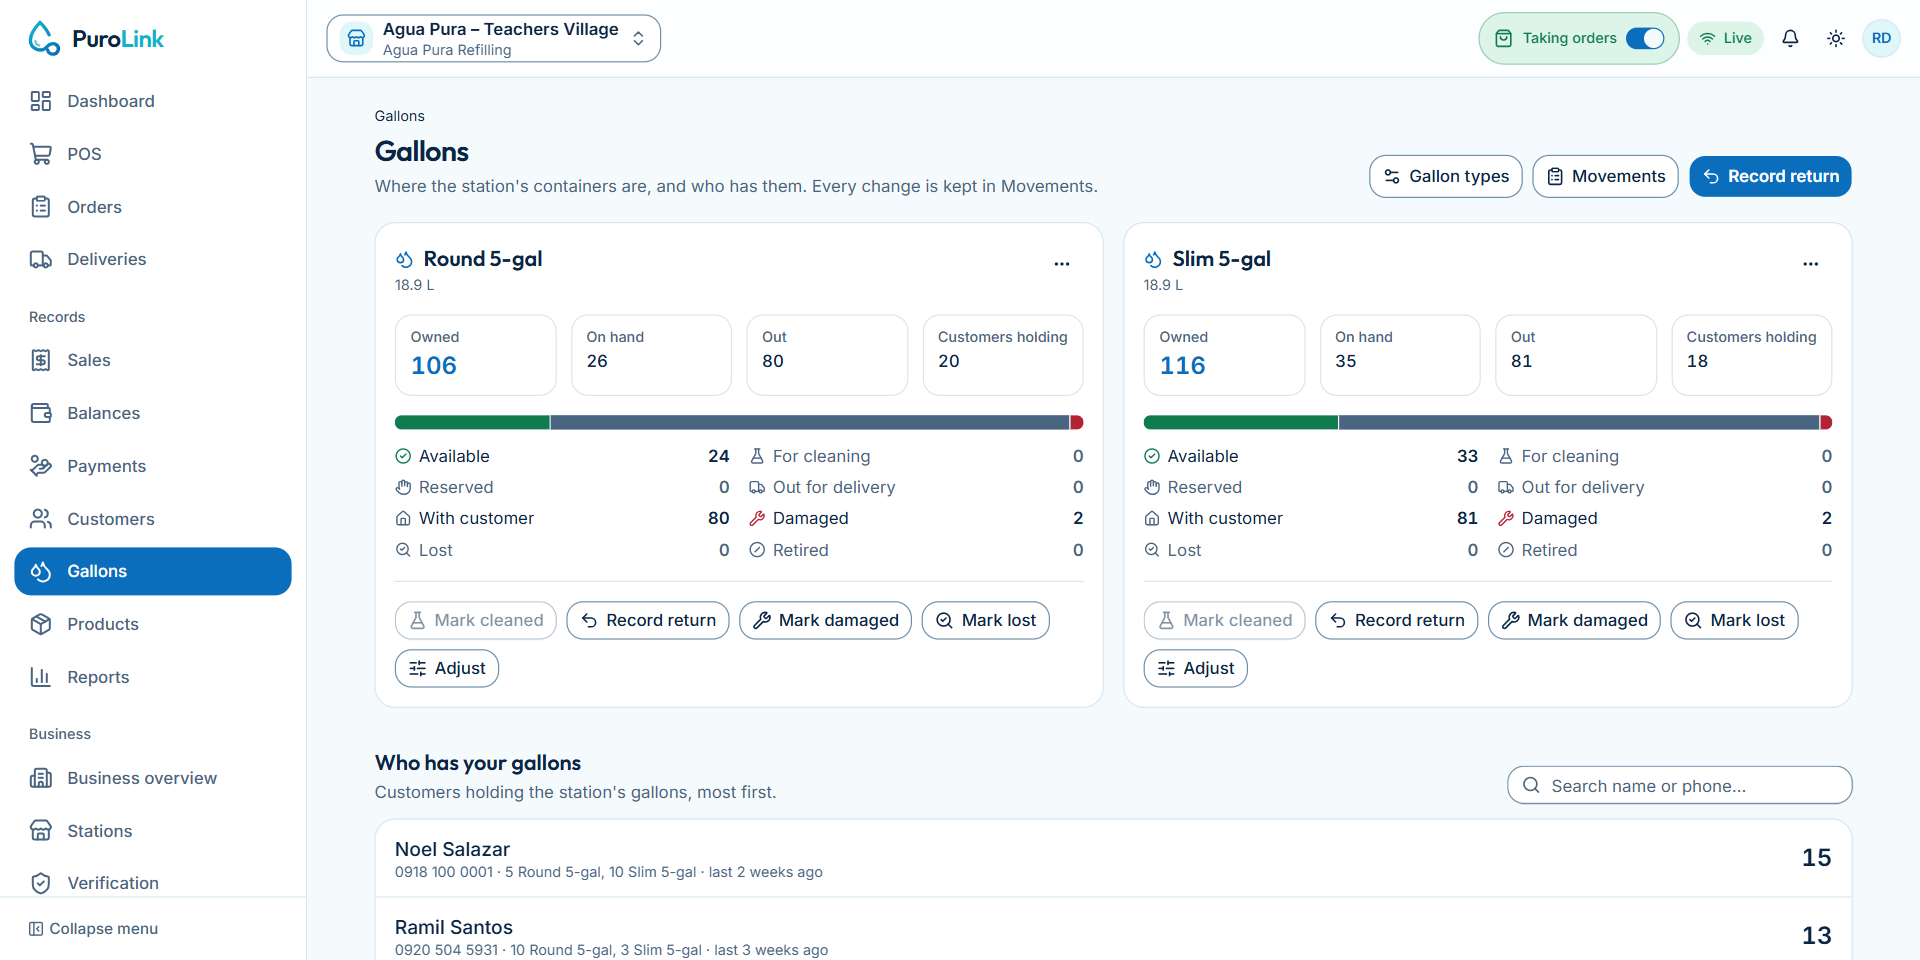 PuroLink
Agua Pura – Teachers Village
Agua Pura Refilling
Taking orders
Live
RD
Dashboard
POS
Orders
Deliveries
Records
Sales
Balances
Payments
Customers
Gallons
Products
Reports
Business
Business overview
Stations
Verification
Collapse menu
Gallons
Gallons
Where the station's containers are, and who has them. Every change is kept in Movements.
Gallon types
Movements
Record return
Round 5-gal
18.9 L
Owned
106
On hand
26
Out
80
Customers holding
20
Available 24
For cleaning 0
Reserved 0
Out for delivery 0
With customer 80
Damaged 2
Lost 0
Retired 0
Mark cleaned
Record return
Mark damaged
Mark lost
Adjust
Slim 5-gal
18.9 L
Owned
116
On hand
35
Out
81
Customers holding
18
Available 33
For cleaning 0
Reserved 0
Out for delivery 0
With customer 81
Damaged 2
Lost 0
Retired 0
Mark cleaned
Record return
Mark damaged
Mark lost
Adjust
Who has your gallons
Customers holding the station's gallons, most first.
Search name or phone...
Noel Salazar
0918 100 0001 · 5 Round 5-gal, 10 Slim 5-gal · last 2 weeks ago
15
Ramil Santos
0920 504 5931 · 10 Round 5-gal, 3 Slim 5-gal · last 3 weeks ago
13